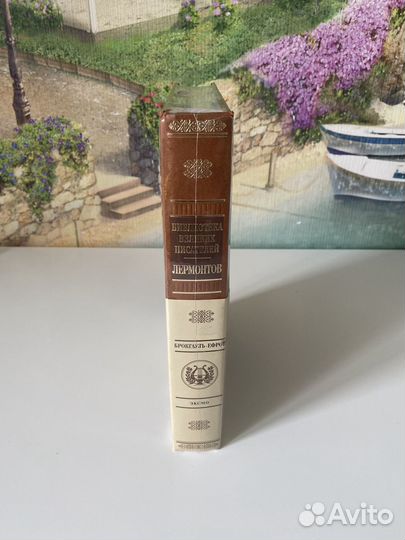 БИБЛИОТЕКА
ВЕЛИКИХ
ПИСАТЕЛЕЙ
ЛЕРМОНТОВ
БРОКГАУЗЪ-ЕФРОНЪ
ЭКСМО
Avito